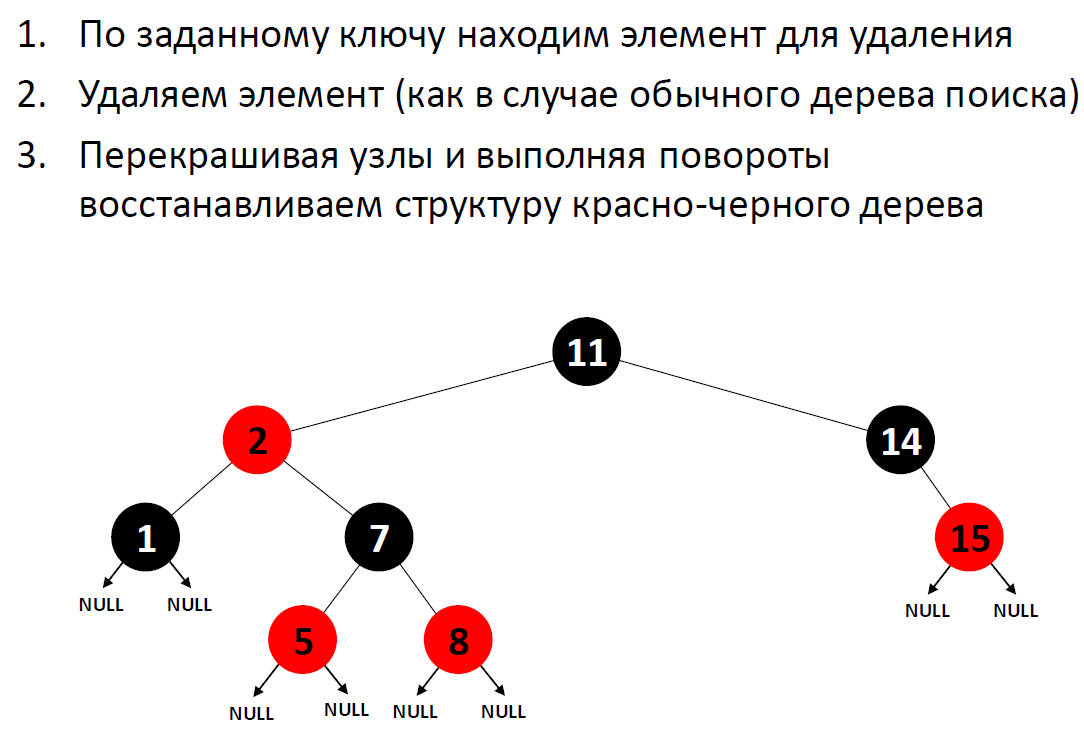 1. По заданному ключу находим элемент для удаления
2. Удаляем элемент (как в случае обычного дерева поиска)
3. Перекрашивая узлы и выполняя повороты
восстанавливаем структуру красно-черного дерева
11
2
14
1
7
15
NULL
NULL
NULL
NULL
5
8
NULL
NULL
NULL
NULL